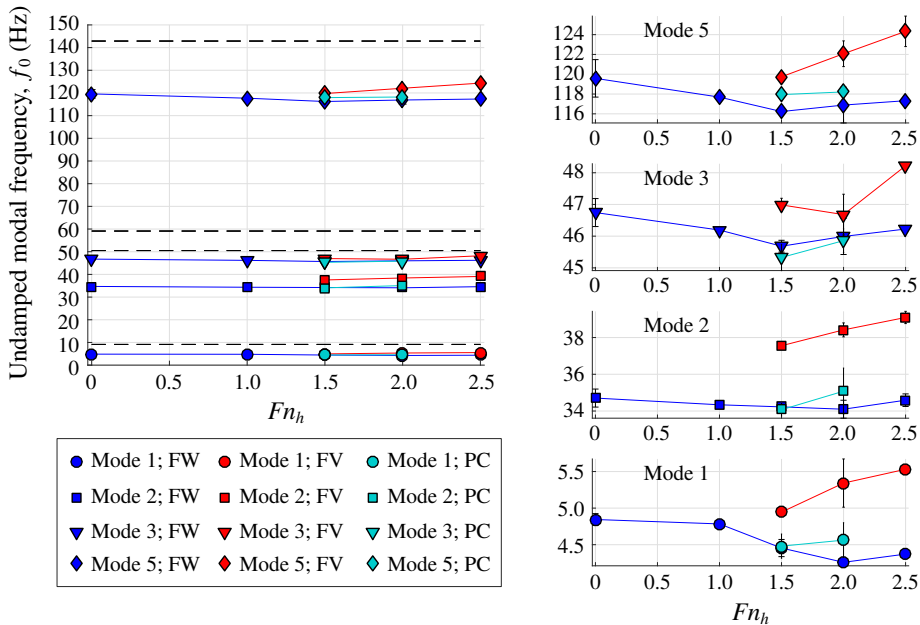 Undamped modal frequency, f0 (Hz)
150
140
130
120
110
100
90
80
70
60
50
40
30
20
10
0
0 0.5 1.0 1.5 2.0 2.5
Fnh
Mode 1; FW Mode 1; FV Mode 1; PC
Mode 2; FW Mode 2; FV Mode 2; PC
Mode 3; FW Mode 3; FV Mode 3; PC
Mode 5; FW Mode 5; FV Mode 5; PC
Mode 5
124
122
120
118
116
0 0.5 1.0 1.5 2.0 2.5
Mode 3
48
47
46
45
0 0.5 1.0 1.5 2.0 2.5
Mode 2
38
36
34
0 0.5 1.0 1.5 2.0 2.5
Mode 1
5.5
5.0
4.5
0 0.5 1.0 1.5 2.0 2.5
Fnh